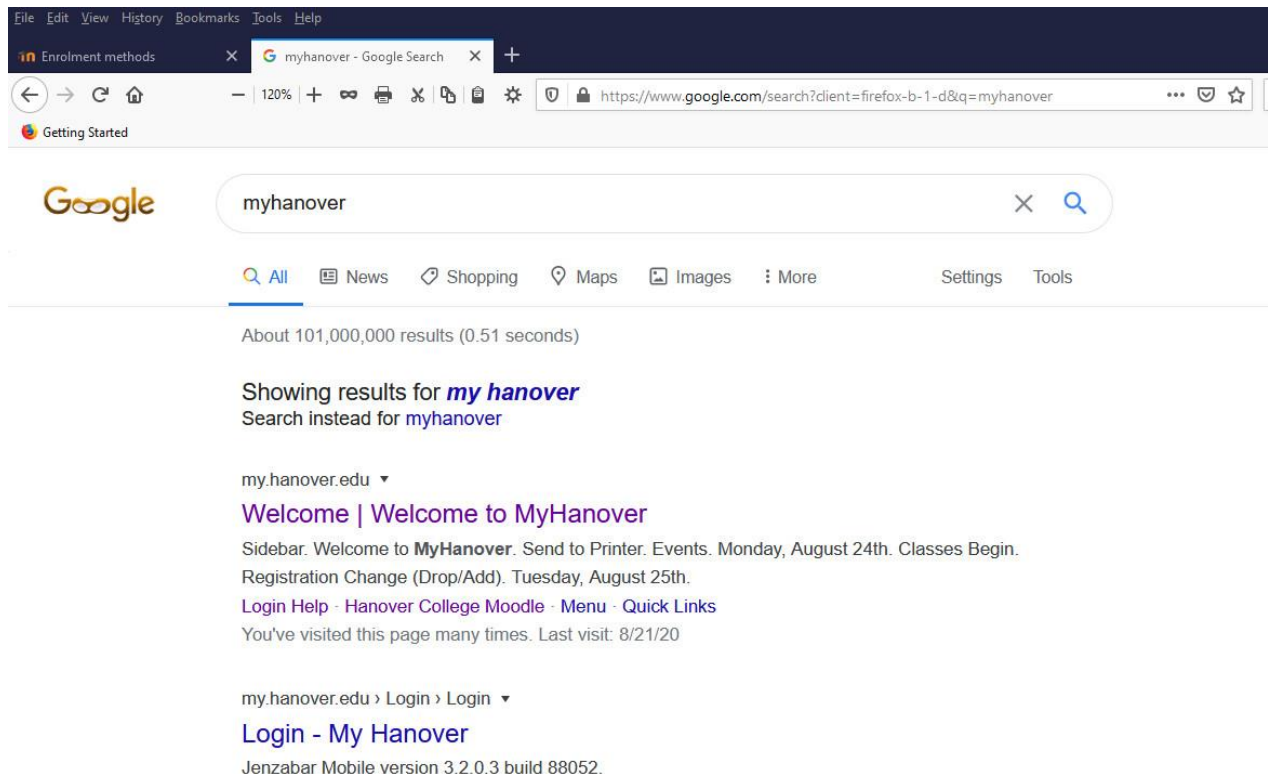 File Edit View History Bookmarks Tools Help
Enrolment methods
myhanover - Google Search
120%
https://www.google.com/search?client=firefox-b-1-d&q=myhanover
Getting Started
Google
myhanover
All News Shopping Maps Images More Settings Tools
About 101,000,000 results (0.51 seconds)
Showing results for my hanover
Search instead for myhanover
my.hanover.edu
Welcome | Welcome to MyHanover
Sidebar. Welcome to MyHanover. Send to Printer. Events. Monday, August 24th. Classes Begin.
Registration Change (Drop/Add). Tuesday, August 25th.
Login Help · Hanover College Moodle · Menu · Quick Links
You've visited this page many times. Last visit: 8/21/20
my.hanover.edu › Login › Login
Login - My Hanover
Jenzabar Mobile version 3.2.0.3 build 88052.